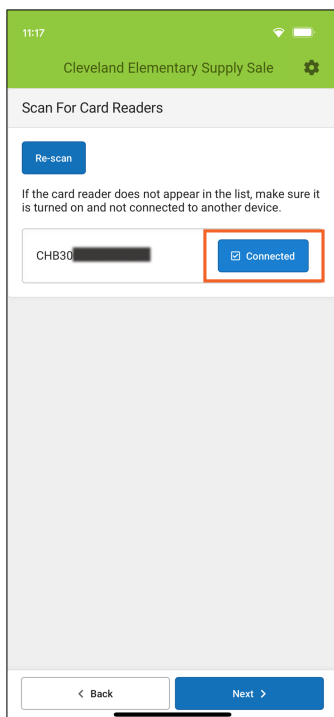 11:17
Cleveland Elementary Supply Sale
Scan For Card Readers
Re-scan
If the card reader does not appear in the list, make sure it
is turned on and not connected to another device.
CHB30
Connected
Back
Next